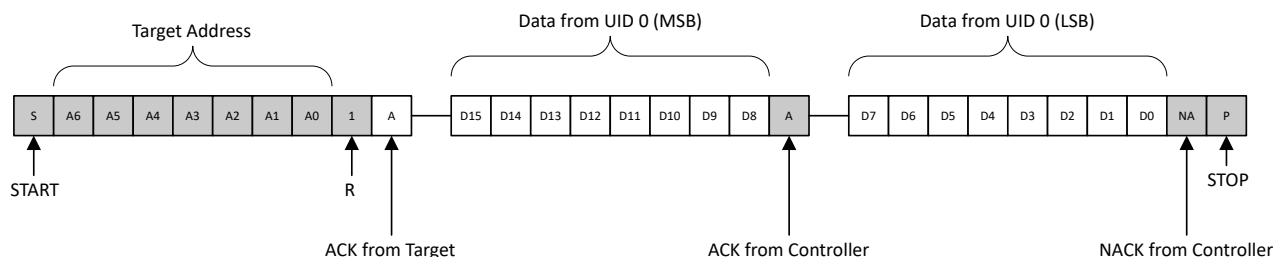 Target Address
Data from UID 0 (MSB)
Data from UID 0 (LSB)
S A6 A5 A4 A3 A2 A1 A0 1 A D15 D14 D13 D12 D11 D10 D9 D8 A D7 D6 D5 D4 D3 D2 D1 D0 NA P
START
R
STOP
ACK from Target
ACK from Controller
NACK from Controller